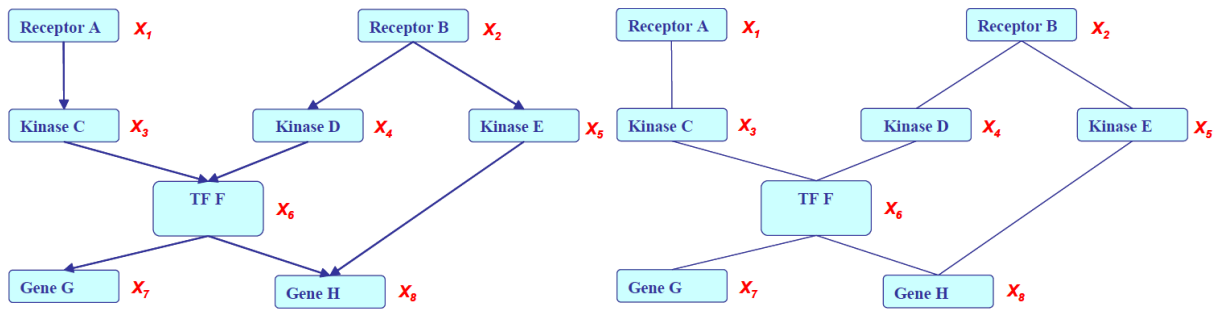 Receptor A X1
Receptor B X2
Kinase C X3
Kinase D X4
Kinase E X5
TF F X6
Gene G X7
Gene H X8
Receptor A X1
Receptor B X2
Kinase C X3
Kinase D X4
Kinase E X5
TF F X6
Gene G X7
Gene H X8